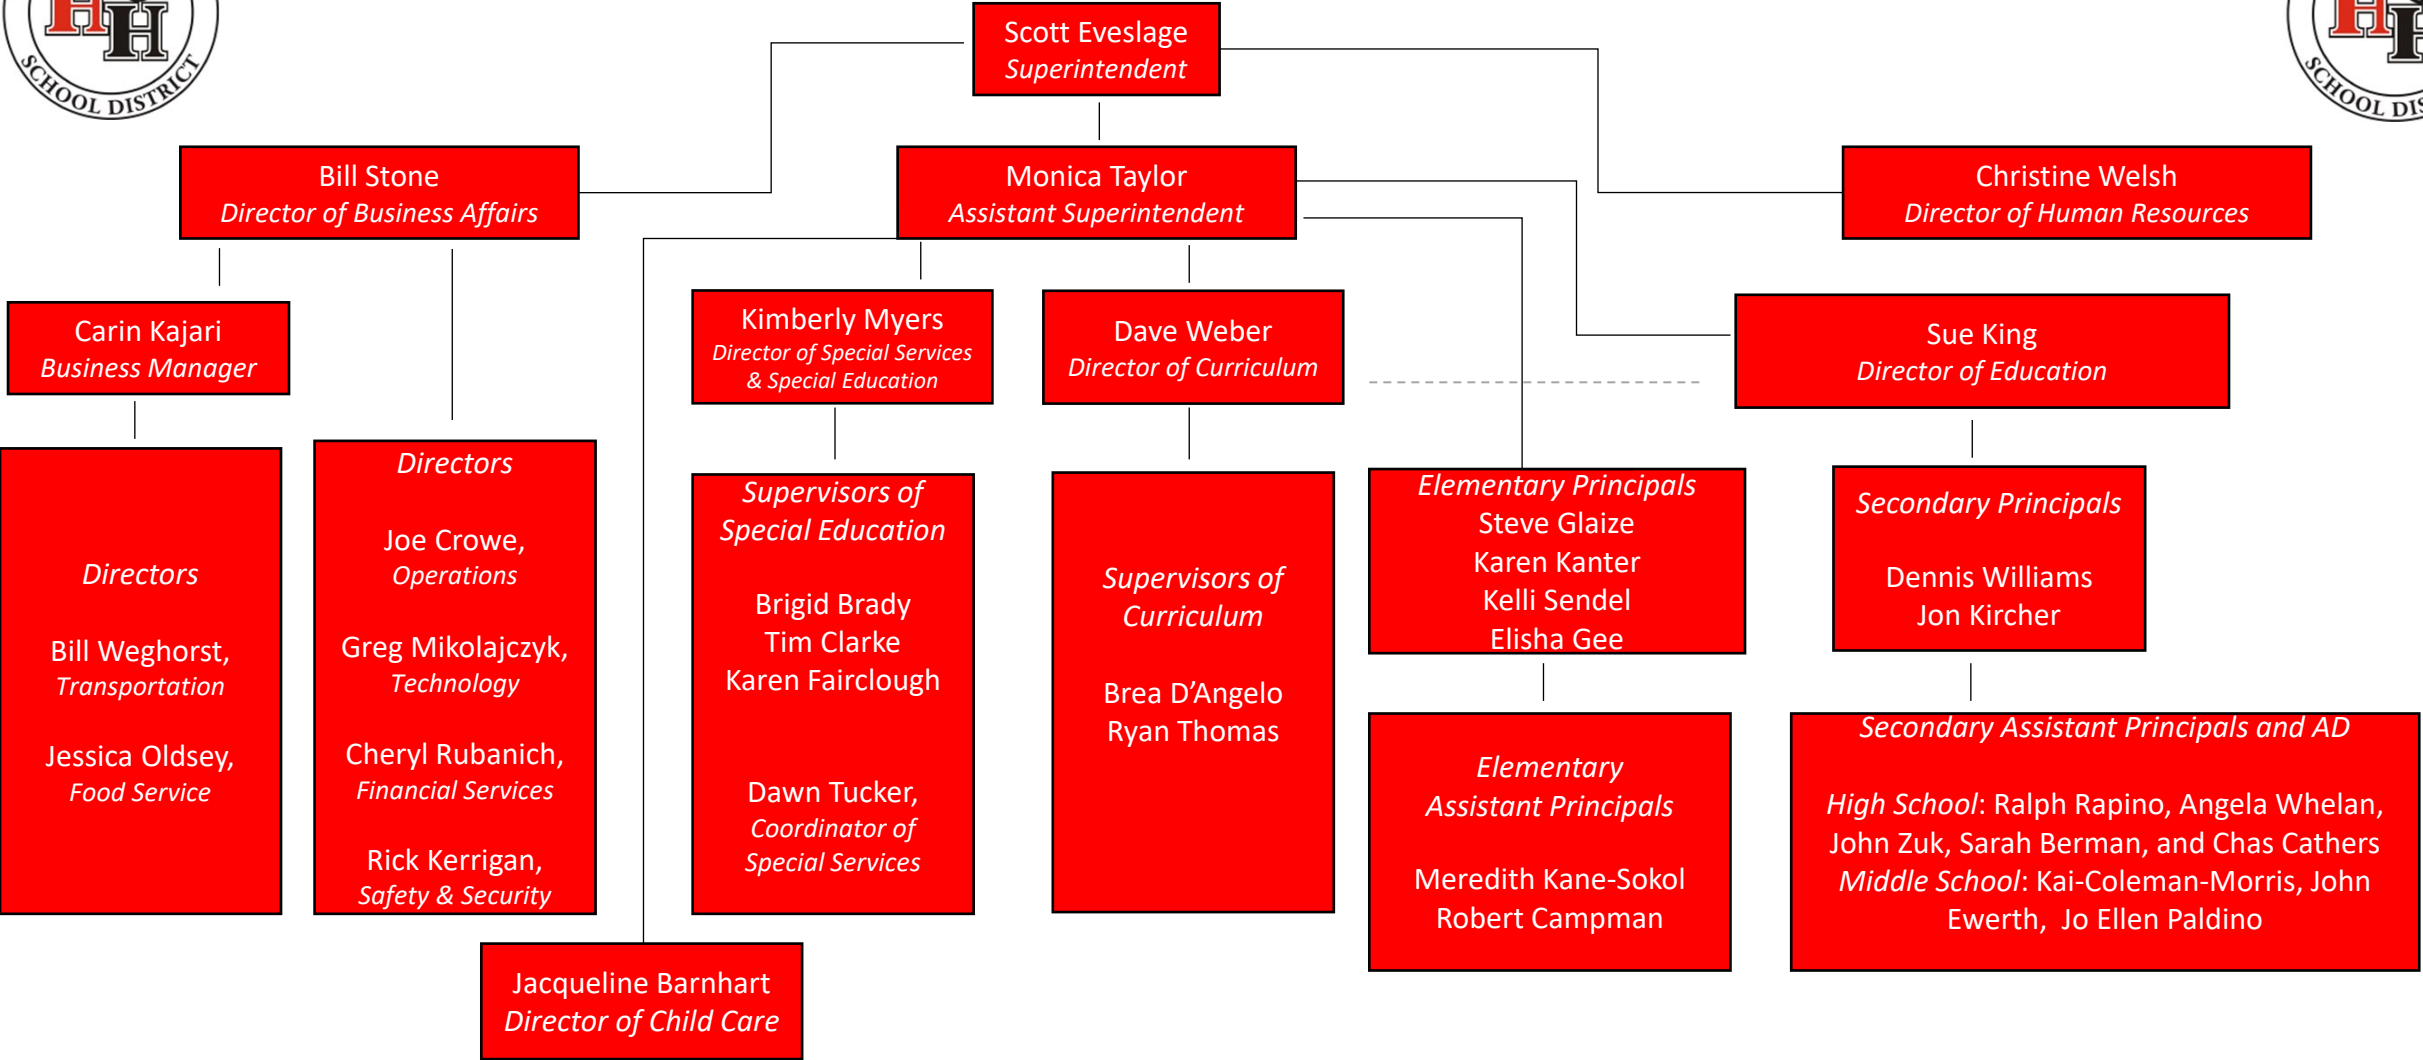 HH
SCHOOL DISTRICT
Scott Eveslage
Superintendent
HH
SCHOOL
Bill Stone
Director of Business Affairs
Monica Taylor
Assistant Superintendent
Christine Welsh
Director of Human Resources
Carin Kajari
Business Manager
Kimberly Myers
Director of Special Services
& Special Education
Dave Weber
Director of Curriculum
Sue King
Director of Education
Directors
Bill Weghorst,
Transportation
Jessica Oldsey,
Food Service
Directors
Joe Crowe,
Operations
Greg Mikolajczyk,
Technology
Cheryl Rubanich,
Financial Services
Rick Kerrigan,
Safety & Security
Supervisors of
Special Education
Brigid Brady
Tim Clarke
Karen Fairclough
Dawn Tucker,
Coordinator of
Special Services
Supervisors of
Curriculum
Brea D’Angelo
Ryan Thomas
Elementary Principals
Steve Glaize
Karen Kanter
Kelli Sendel
Elisha Gee
Secondary Principals
Dennis Williams
Jon Kircher
Elementary
Assistant Principals
Meredith Kane-Sokol
Robert Campman
Secondary Assistant Principals and AD
High School: Ralph Rapino, Angela Whelan,
John Zuk, Sarah Berman, and Chas Cathers
Middle School: Kai-Coleman-Morris, John
Ewerth, Jo Ellen Paldino
Jacqueline Barnhart
Director of Child Care